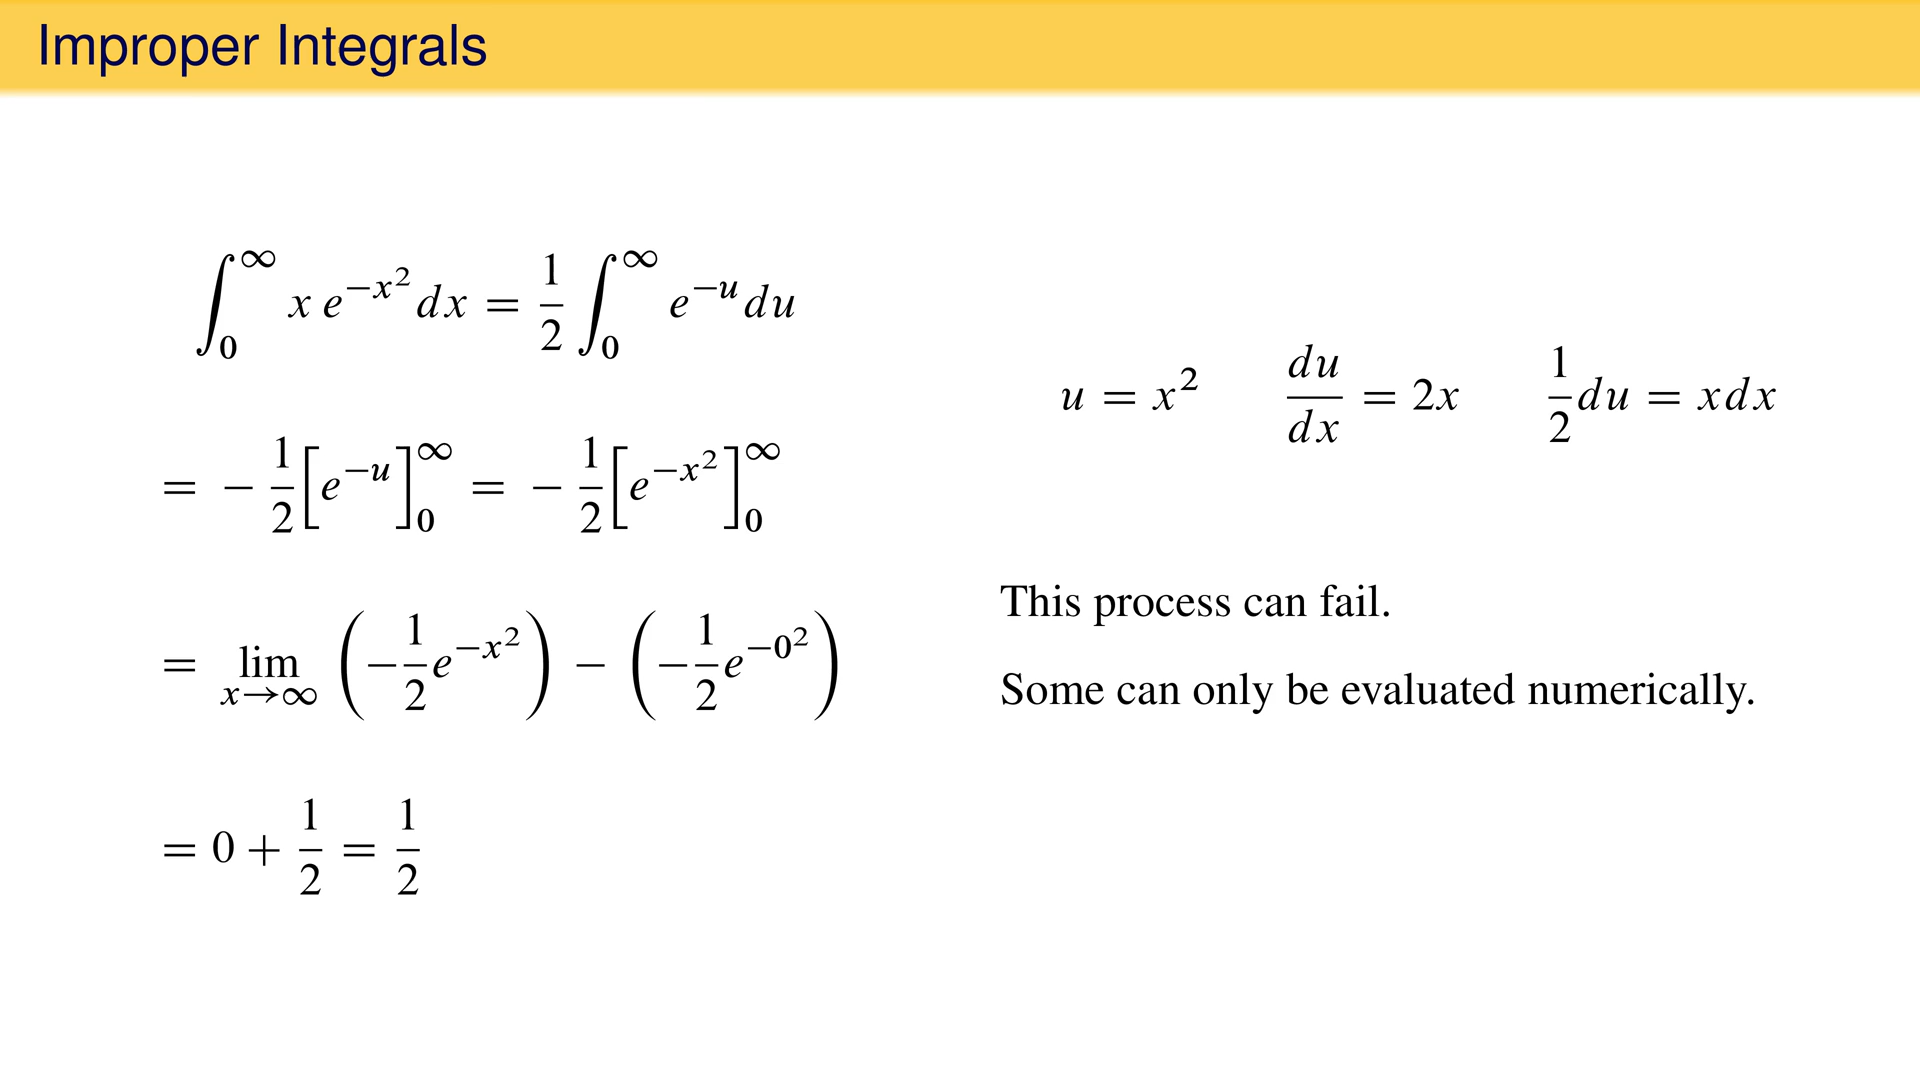 Improper Integrals
∫₀^∞ x e^{−x²} dx = 1/2 ∫₀^∞ e^{−u} du
= − 1/2 [e^{−u}]₀^∞ = − 1/2 [e^{−x²}]₀^∞
= lim_{x→∞} (−1/2 e^{−x²}) − (−1/2 e^{−0²})
= 0 + 1/2 = 1/2
u = x² du/dx = 2x 1/2 du = xdx
This process can fail.
Some can only be evaluated numerically.